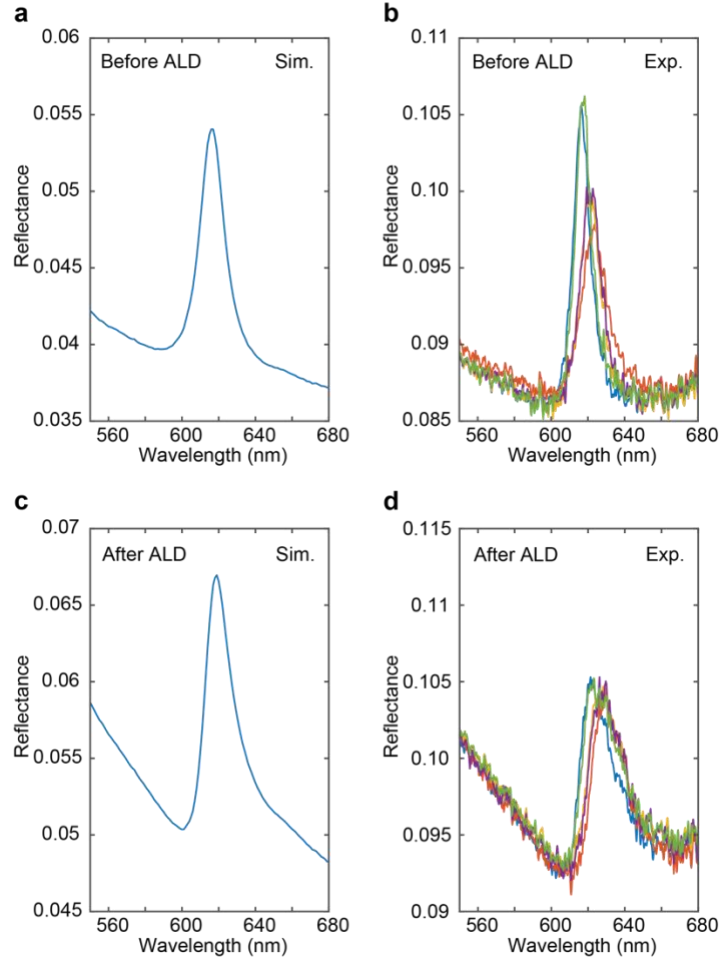 a
0.06
Before ALD Sim.
0.055
0.05
Reflectance
0.045
0.04
0.035
560 600 640 680
Wavelength (nm)
b
0.11
Before ALD Exp.
0.105
0.10
Reflectance
0.095
0.09
0.085
560 600 640 680
Wavelength (nm)
c
0.07
After ALD Sim.
0.065
0.06
Reflectance
0.055
0.05
0.045
560 600 640 680
Wavelength (nm)
d
0.115
After ALD Exp.
0.11
0.105
Reflectance
0.10
0.095
0.09
560 600 640 680
Wavelength (nm)